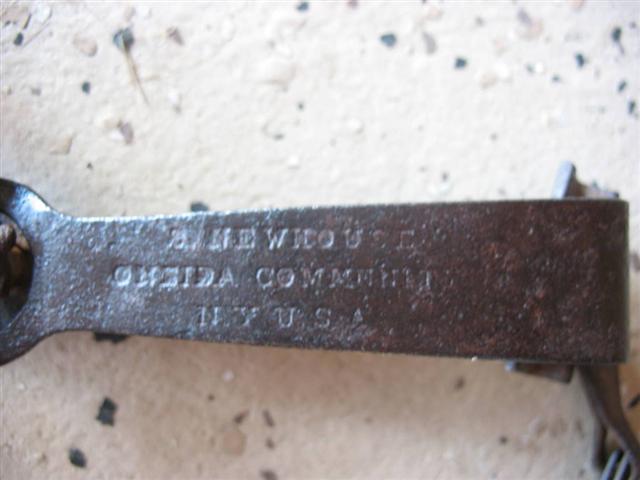 S. NEWHOUSE
ONEIDA COMMUNITY
N Y U S A